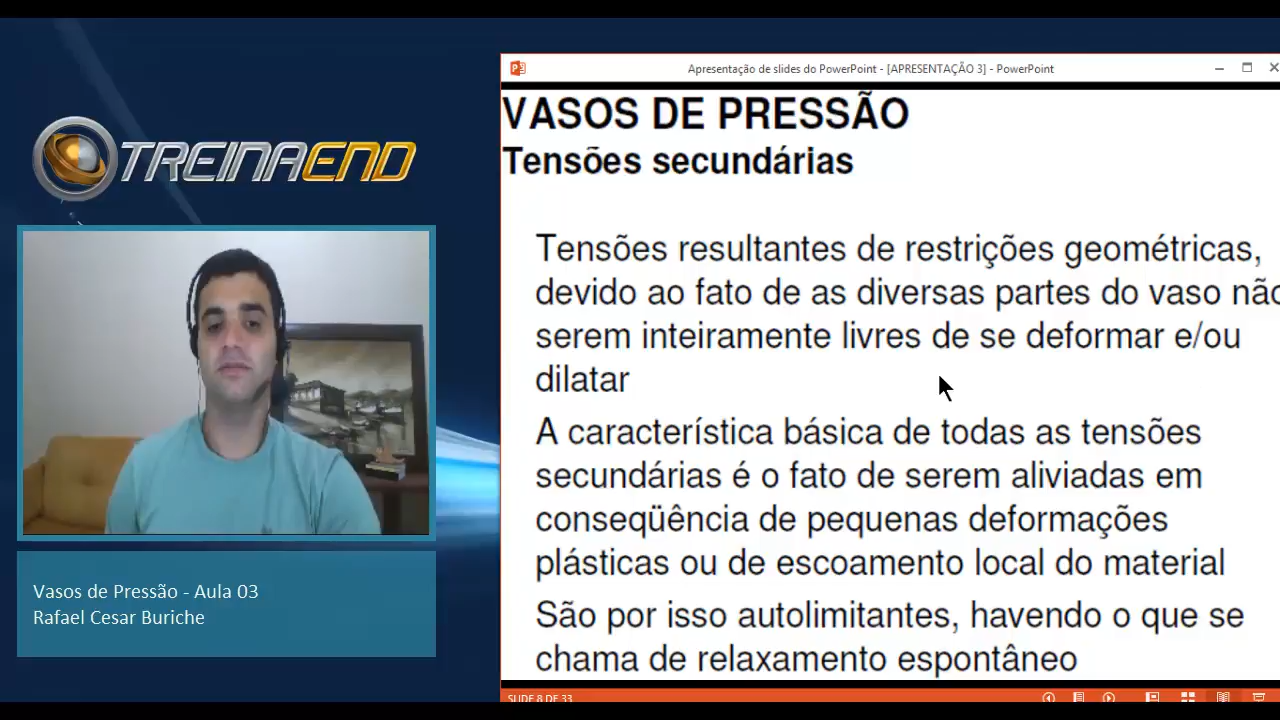 TREINAEND
Vasos de Pressão - Aula 03
Rafael Cesar Buriche
Apresentação de slides do PowerPoint - [APRESENTAÇÃO 3] - PowerPoint
VASOS DE PRESSÃO
Tensões secundárias
Tensões resultantes de restrições geométricas,
devido ao fato de as diversas partes do vaso não
serem inteiramente livres de se deformar e/ou
dilatar
A característica básica de todas as tensões
secundárias é o fato de serem aliviadas em
conseqüência de pequenas deformações
plásticas ou de escoamento local do material
São por isso autolimitantes, havendo o que se
chama de relaxamento espontâneo
SLIDE 8 DE 33